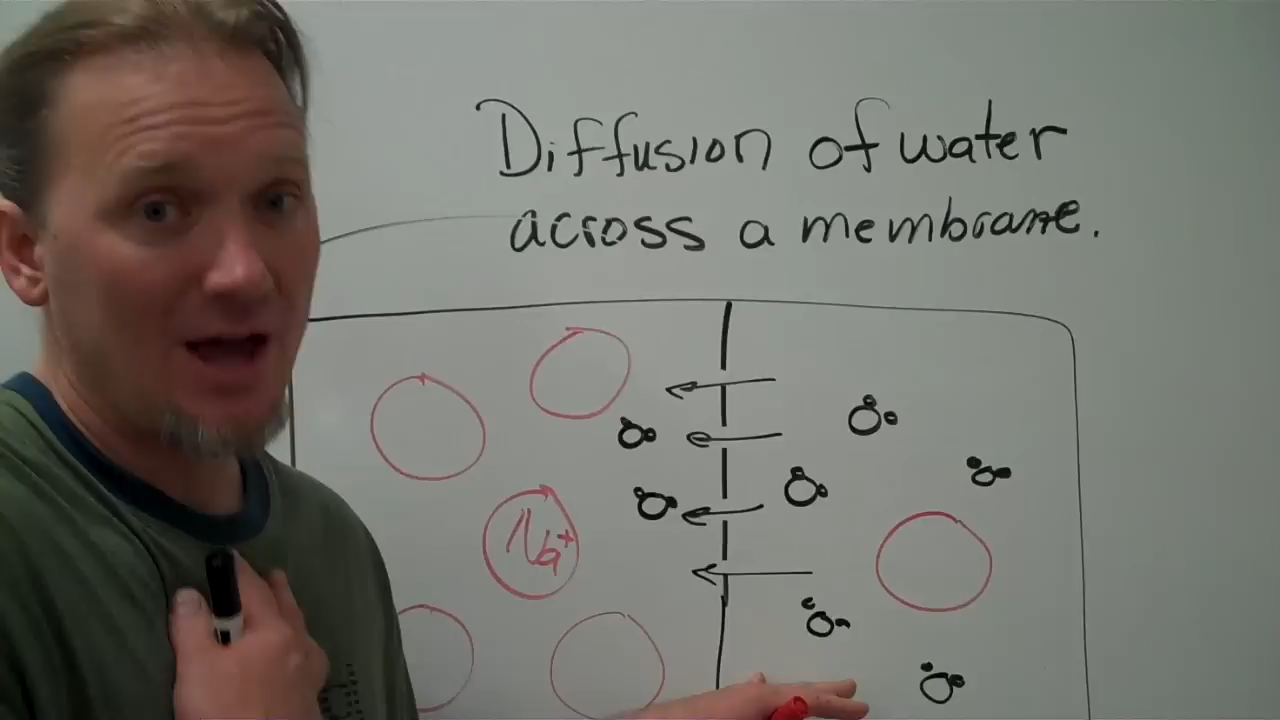 Diffusion of water
across a membrane.
Na+